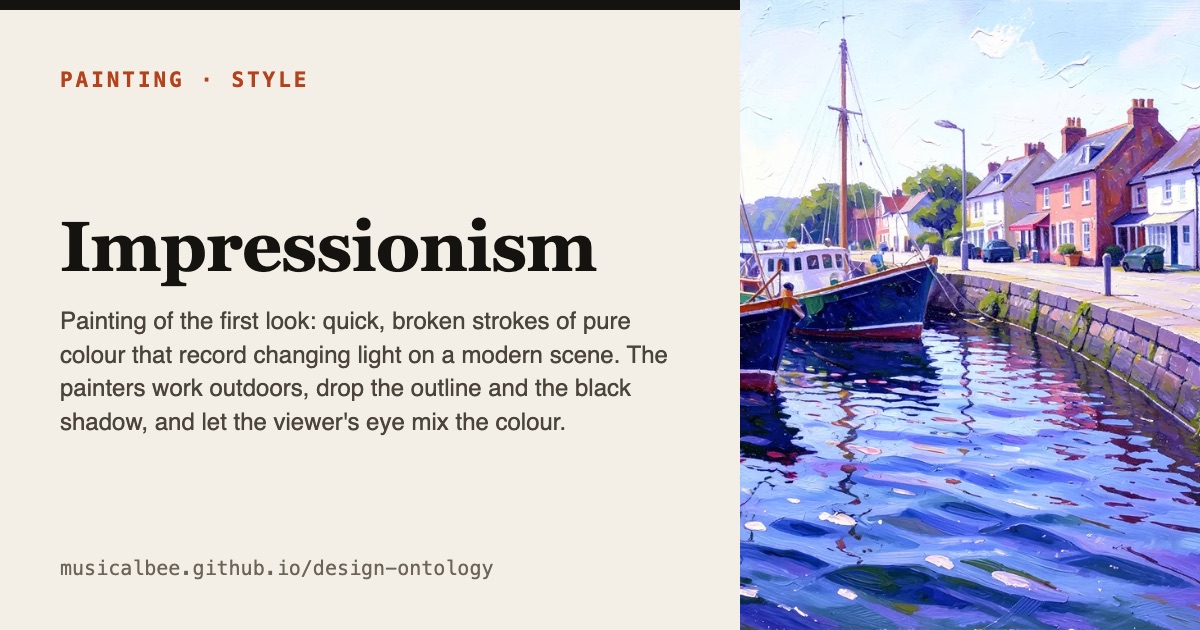 PAINTING · STYLE
Impressionism
Painting of the first look: quick, broken strokes of pure
colour that record changing light on a modern scene. The
painters work outdoors, drop the outline and the black
shadow, and let the viewer's eye mix the colour.
musicalbee.github.io/design-ontology